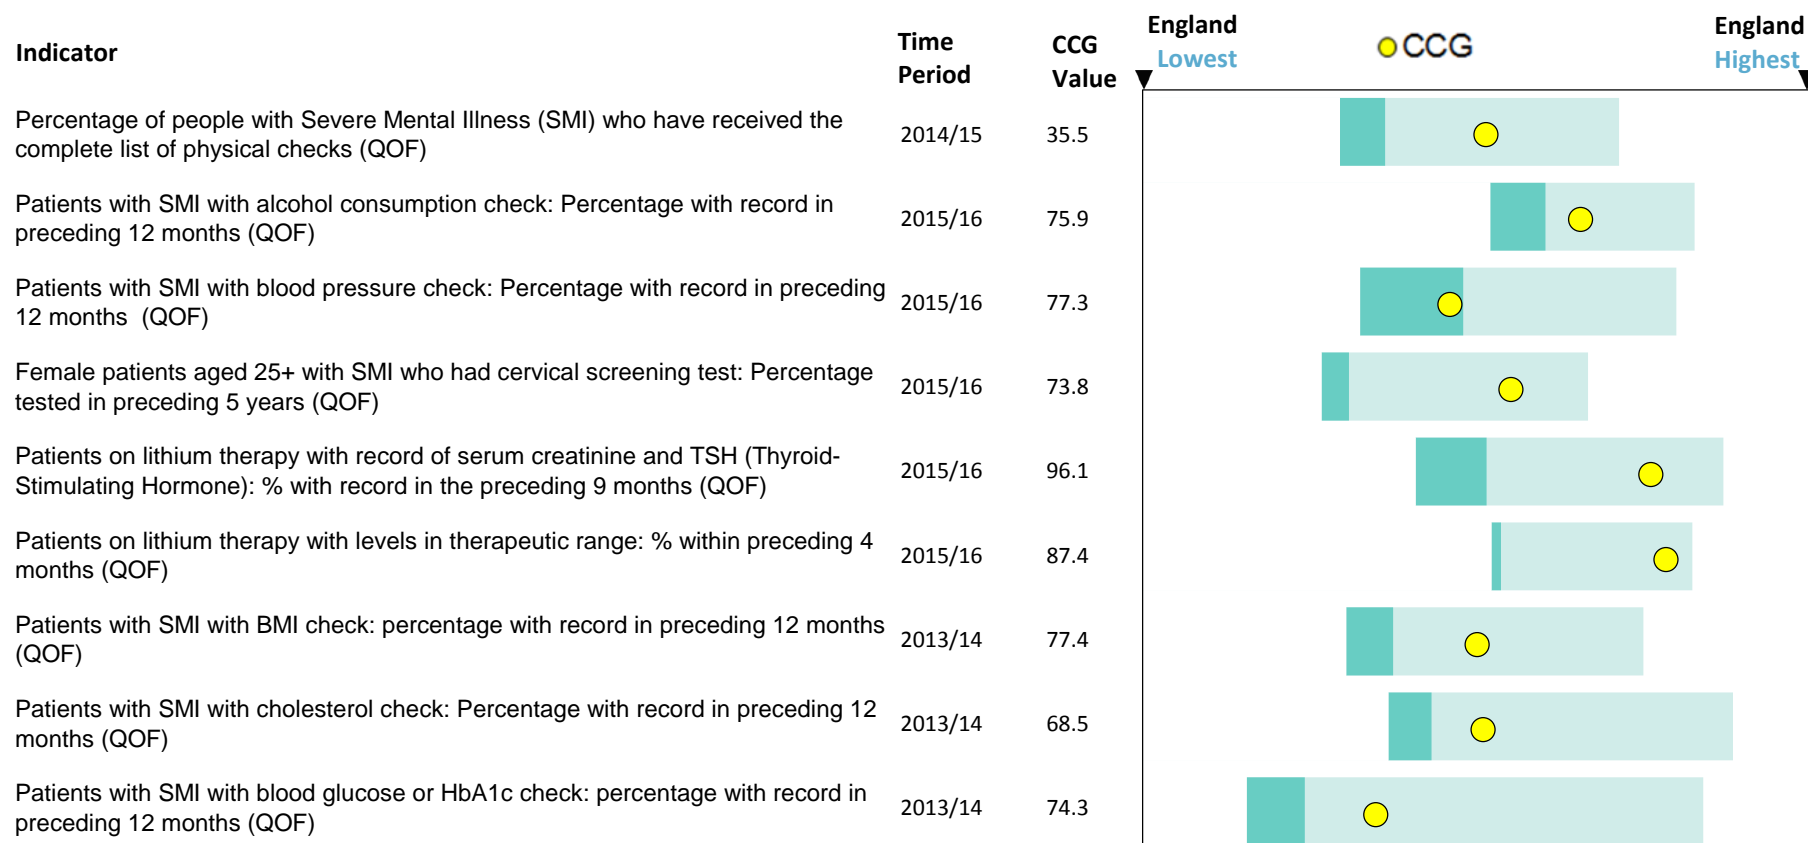 Indicator
Time
Period
CCG
Value
England
Lowest
CCG
England
Highest
Percentage of people with Severe Mental Illness (SMI) who have received the
complete list of physical checks (QOF)
2014/15
35.5
Patients with SMI with alcohol consumption check: Percentage with record in
preceding 12 months (QOF)
2015/16
75.9
Patients with SMI with blood pressure check: Percentage with record in preceding
12 months  (QOF)
2015/16
77.3
Female patients aged 25+ with SMI who had cervical screening test: Percentage
tested in preceding 5 years (QOF)
2015/16
73.8
Patients on lithium therapy with record of serum creatinine and TSH (Thyroid-
Stimulating Hormone): % with record in the preceding 9 months (QOF)
2015/16
96.1
Patients on lithium therapy with levels in therapeutic range: % within preceding 4
months (QOF)
2015/16
87.4
Patients with SMI with BMI check: percentage with record in preceding 12 months
(QOF)
2013/14
77.4
Patients with SMI with cholesterol check: Percentage with record in preceding 12
months (QOF)
2013/14
68.5
Patients with SMI with blood glucose or HbA1c check: percentage with record in
preceding 12 months (QOF)
2013/14
74.3